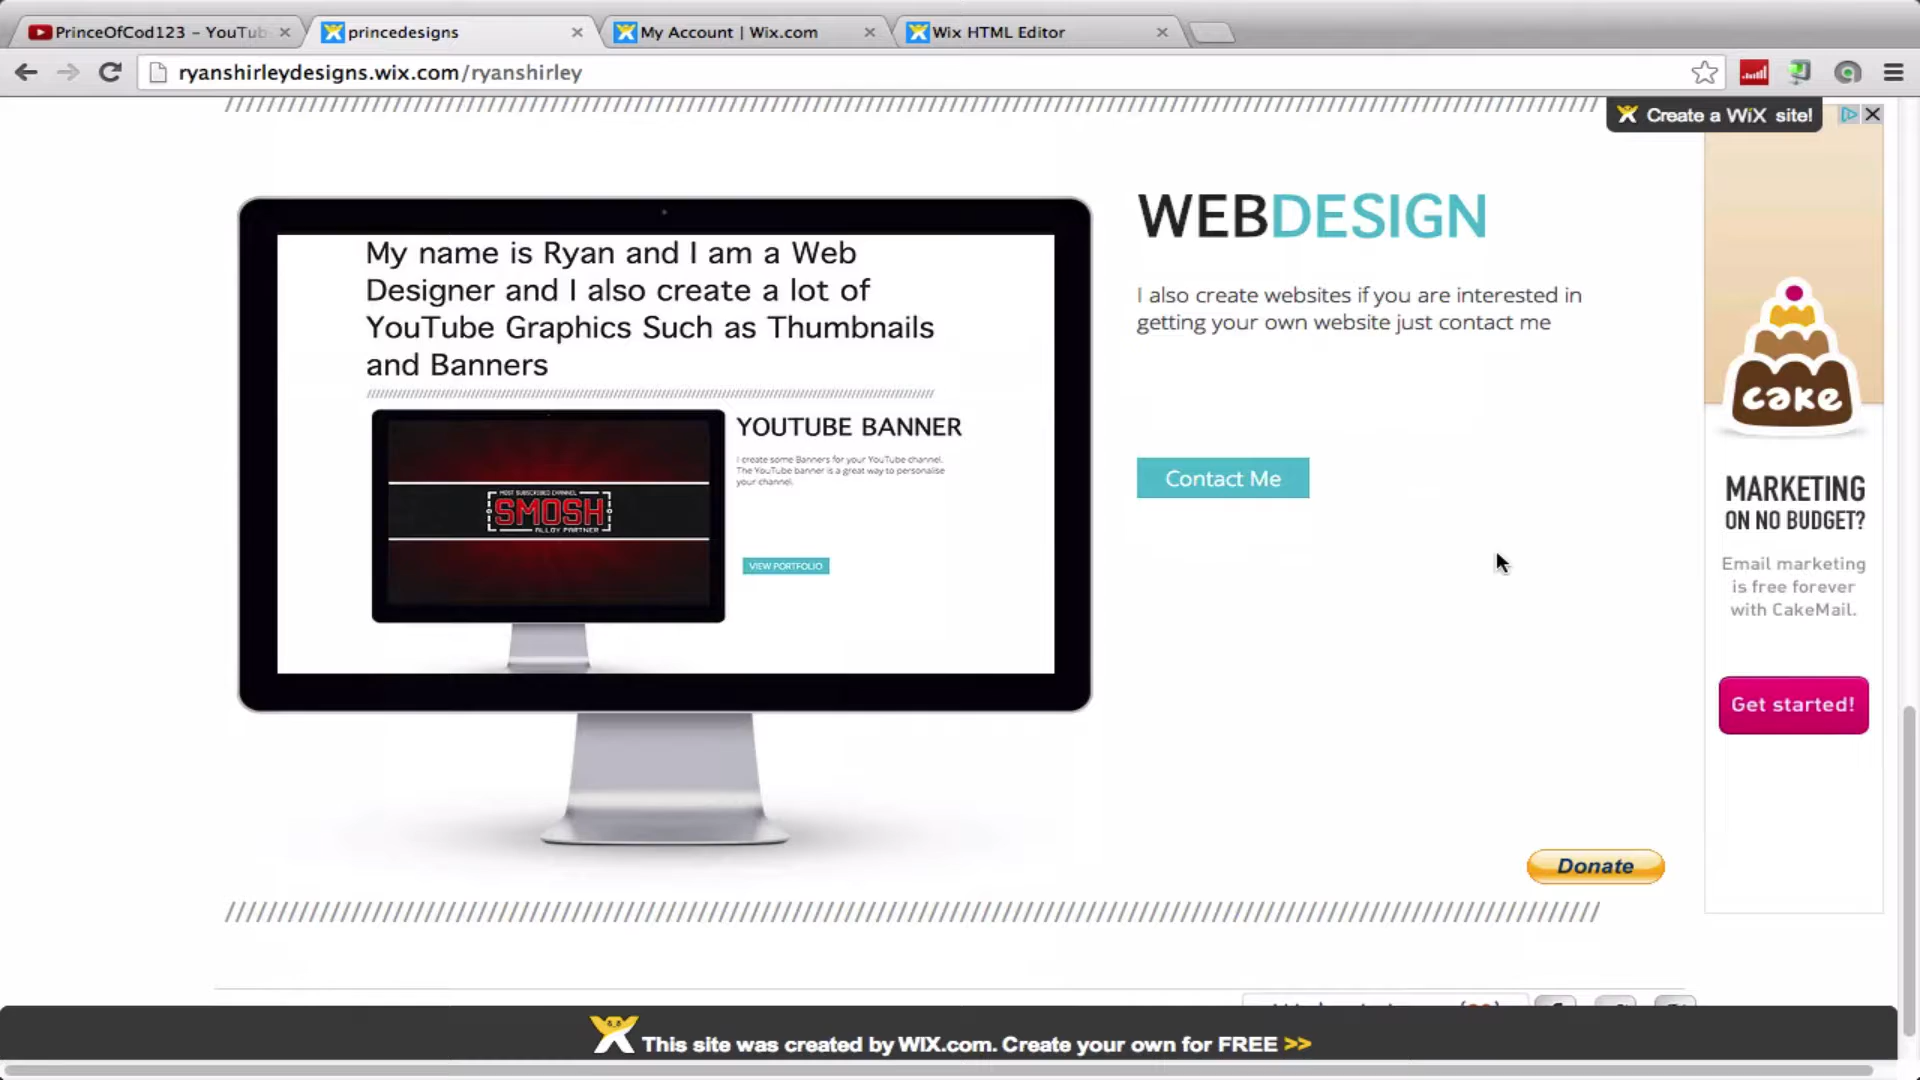 PrinceOfCod123 - YouTub
princedesigns
My Account | Wix.com
Wix HTML Editor
ryanshirleydesigns.wix.com/ryanshirley
Create a WiX site!
WEBDESIGN
My name is Ryan and I am a Web
Designer and I also create a lot of
YouTube Graphics Such as Thumbnails
and Banners
I also create websites if you are interested in
getting your own website just contact me
cake
YOUTUBE BANNER
I create some Banners for your YouTube channel.
The YouTube banner is a great way to personalise
your channel.
Contact Me
MOST SUBSCRIBED CHANNEL
SMOSH
ALLOY PARTNER
VIEW PORTFOLIO
MARKETING
ON NO BUDGET?
Email marketing
is free forever
with CakeMail.
Get started!
Donate
This site was created by WIX.com. Create your own for FREE >>